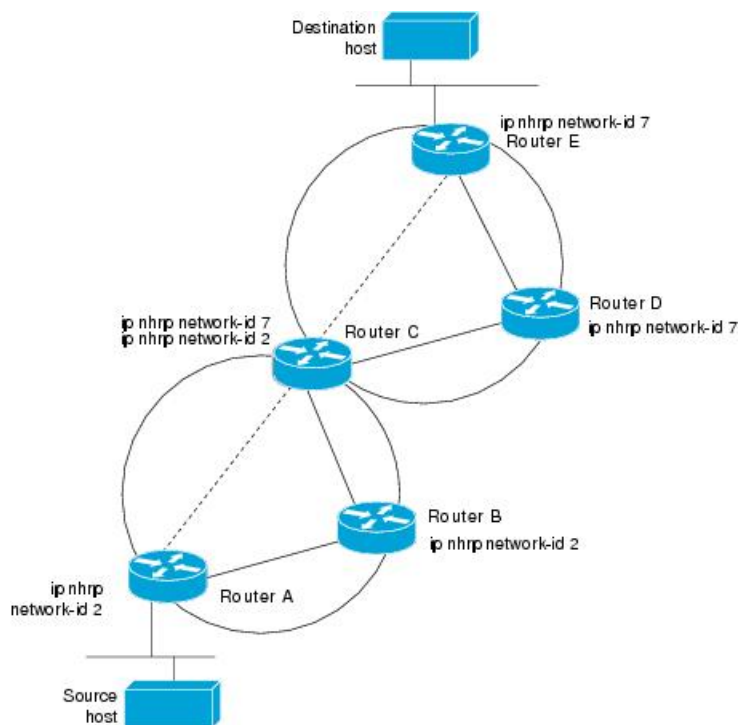 Destination
host
ip nhrp network-id 7
Router E
Router D
ip nhrp network-id 7
ip nhrp network-id 7
ip nhrp network-id 2
Router C
Router B
ip nhrp network-id 2
ip nhrp
network-id 2
Router A
Source
host